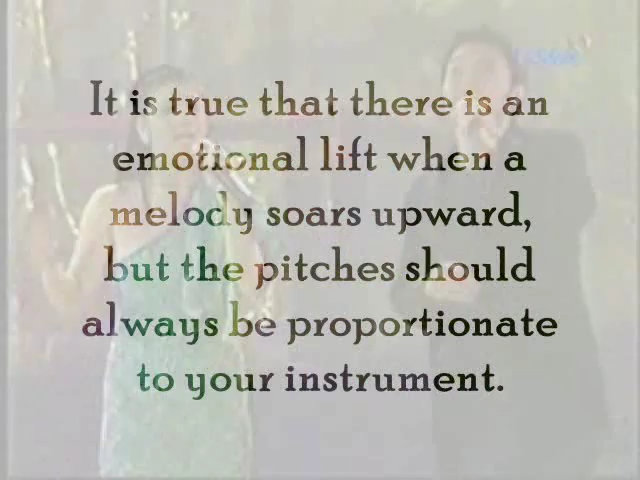 It is true that there is an
emotional lift when a
melody soars upward,
but the pitches should
always be proportionate
to your instrument.